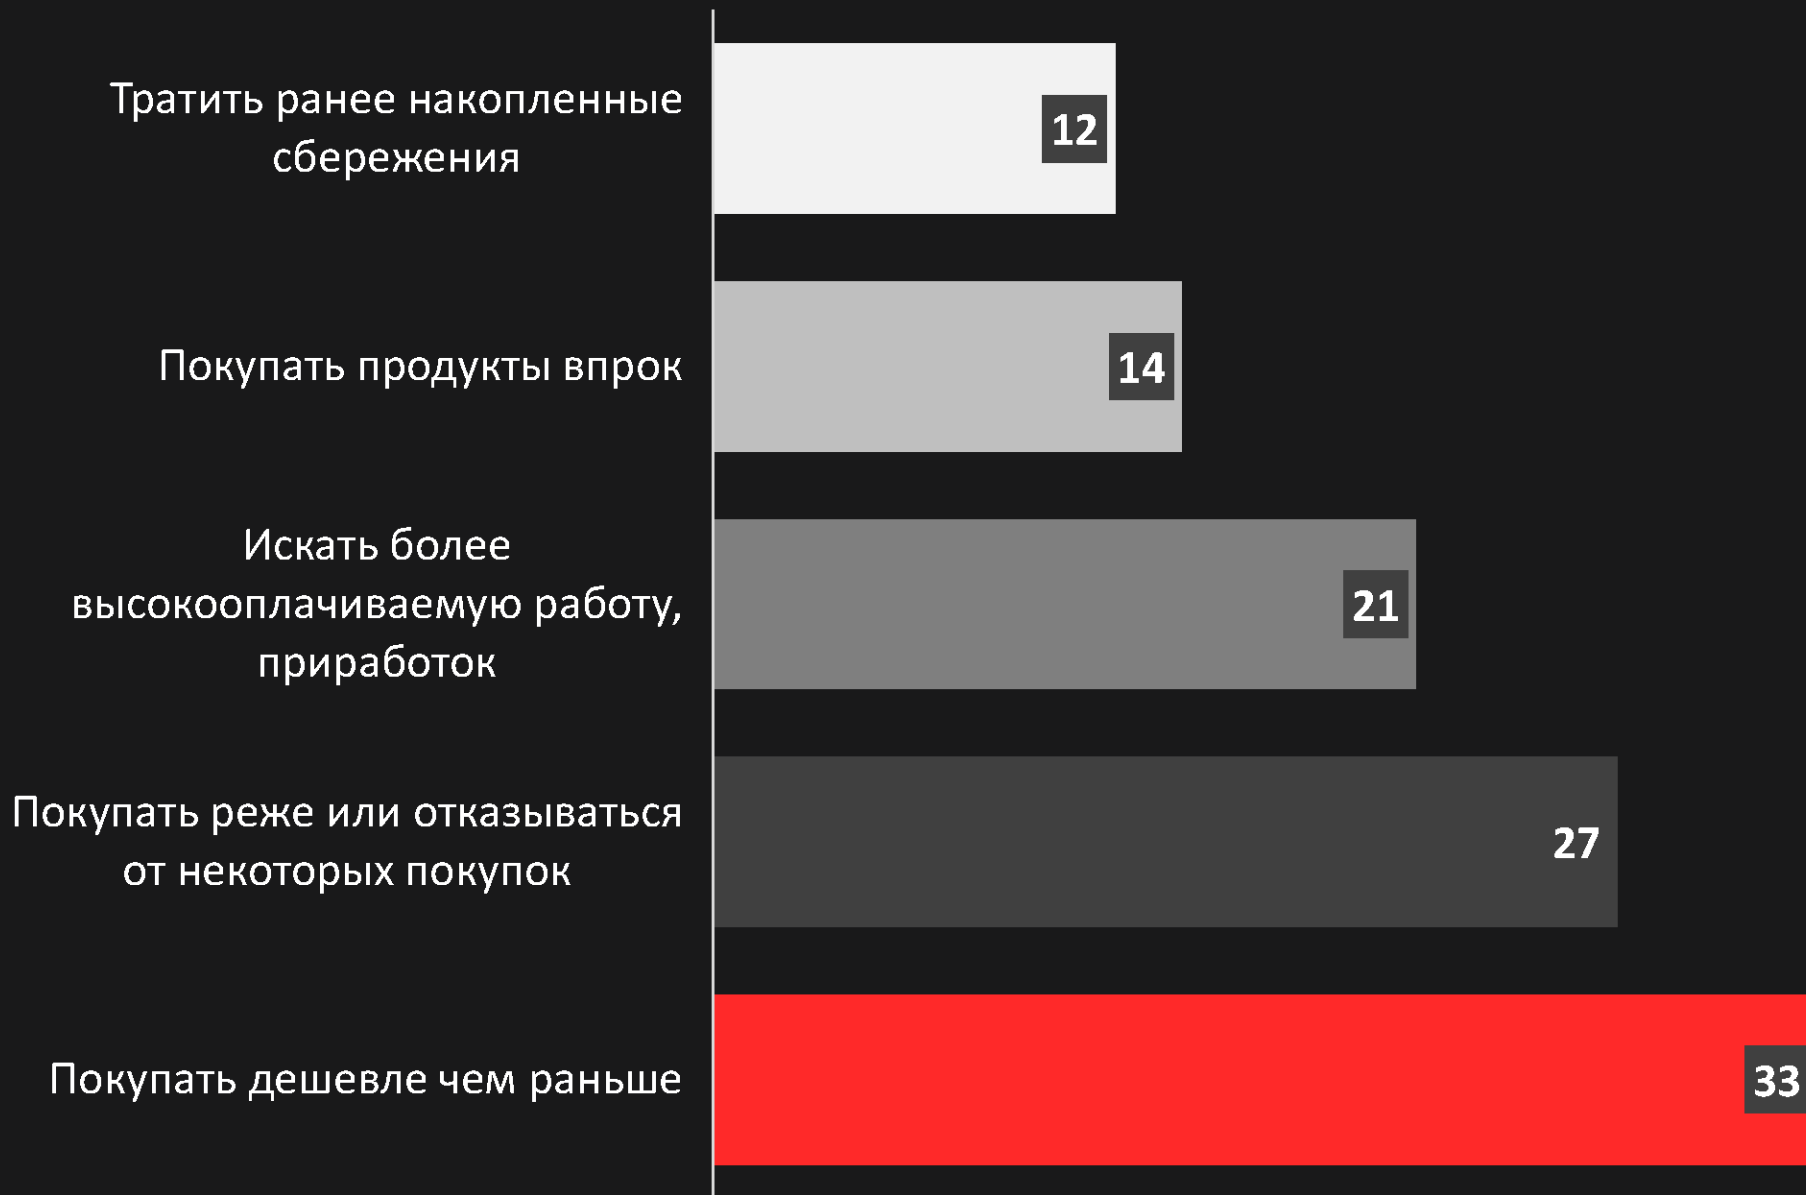 Тратить ранее накопленные
сбережения
12
Покупать продукты впрок
14
Искать более
высокооплачиваемую работу,
приработок
21
Покупать реже или отказываться
от некоторых покупок
27
Покупать дешевле чем раньше
33